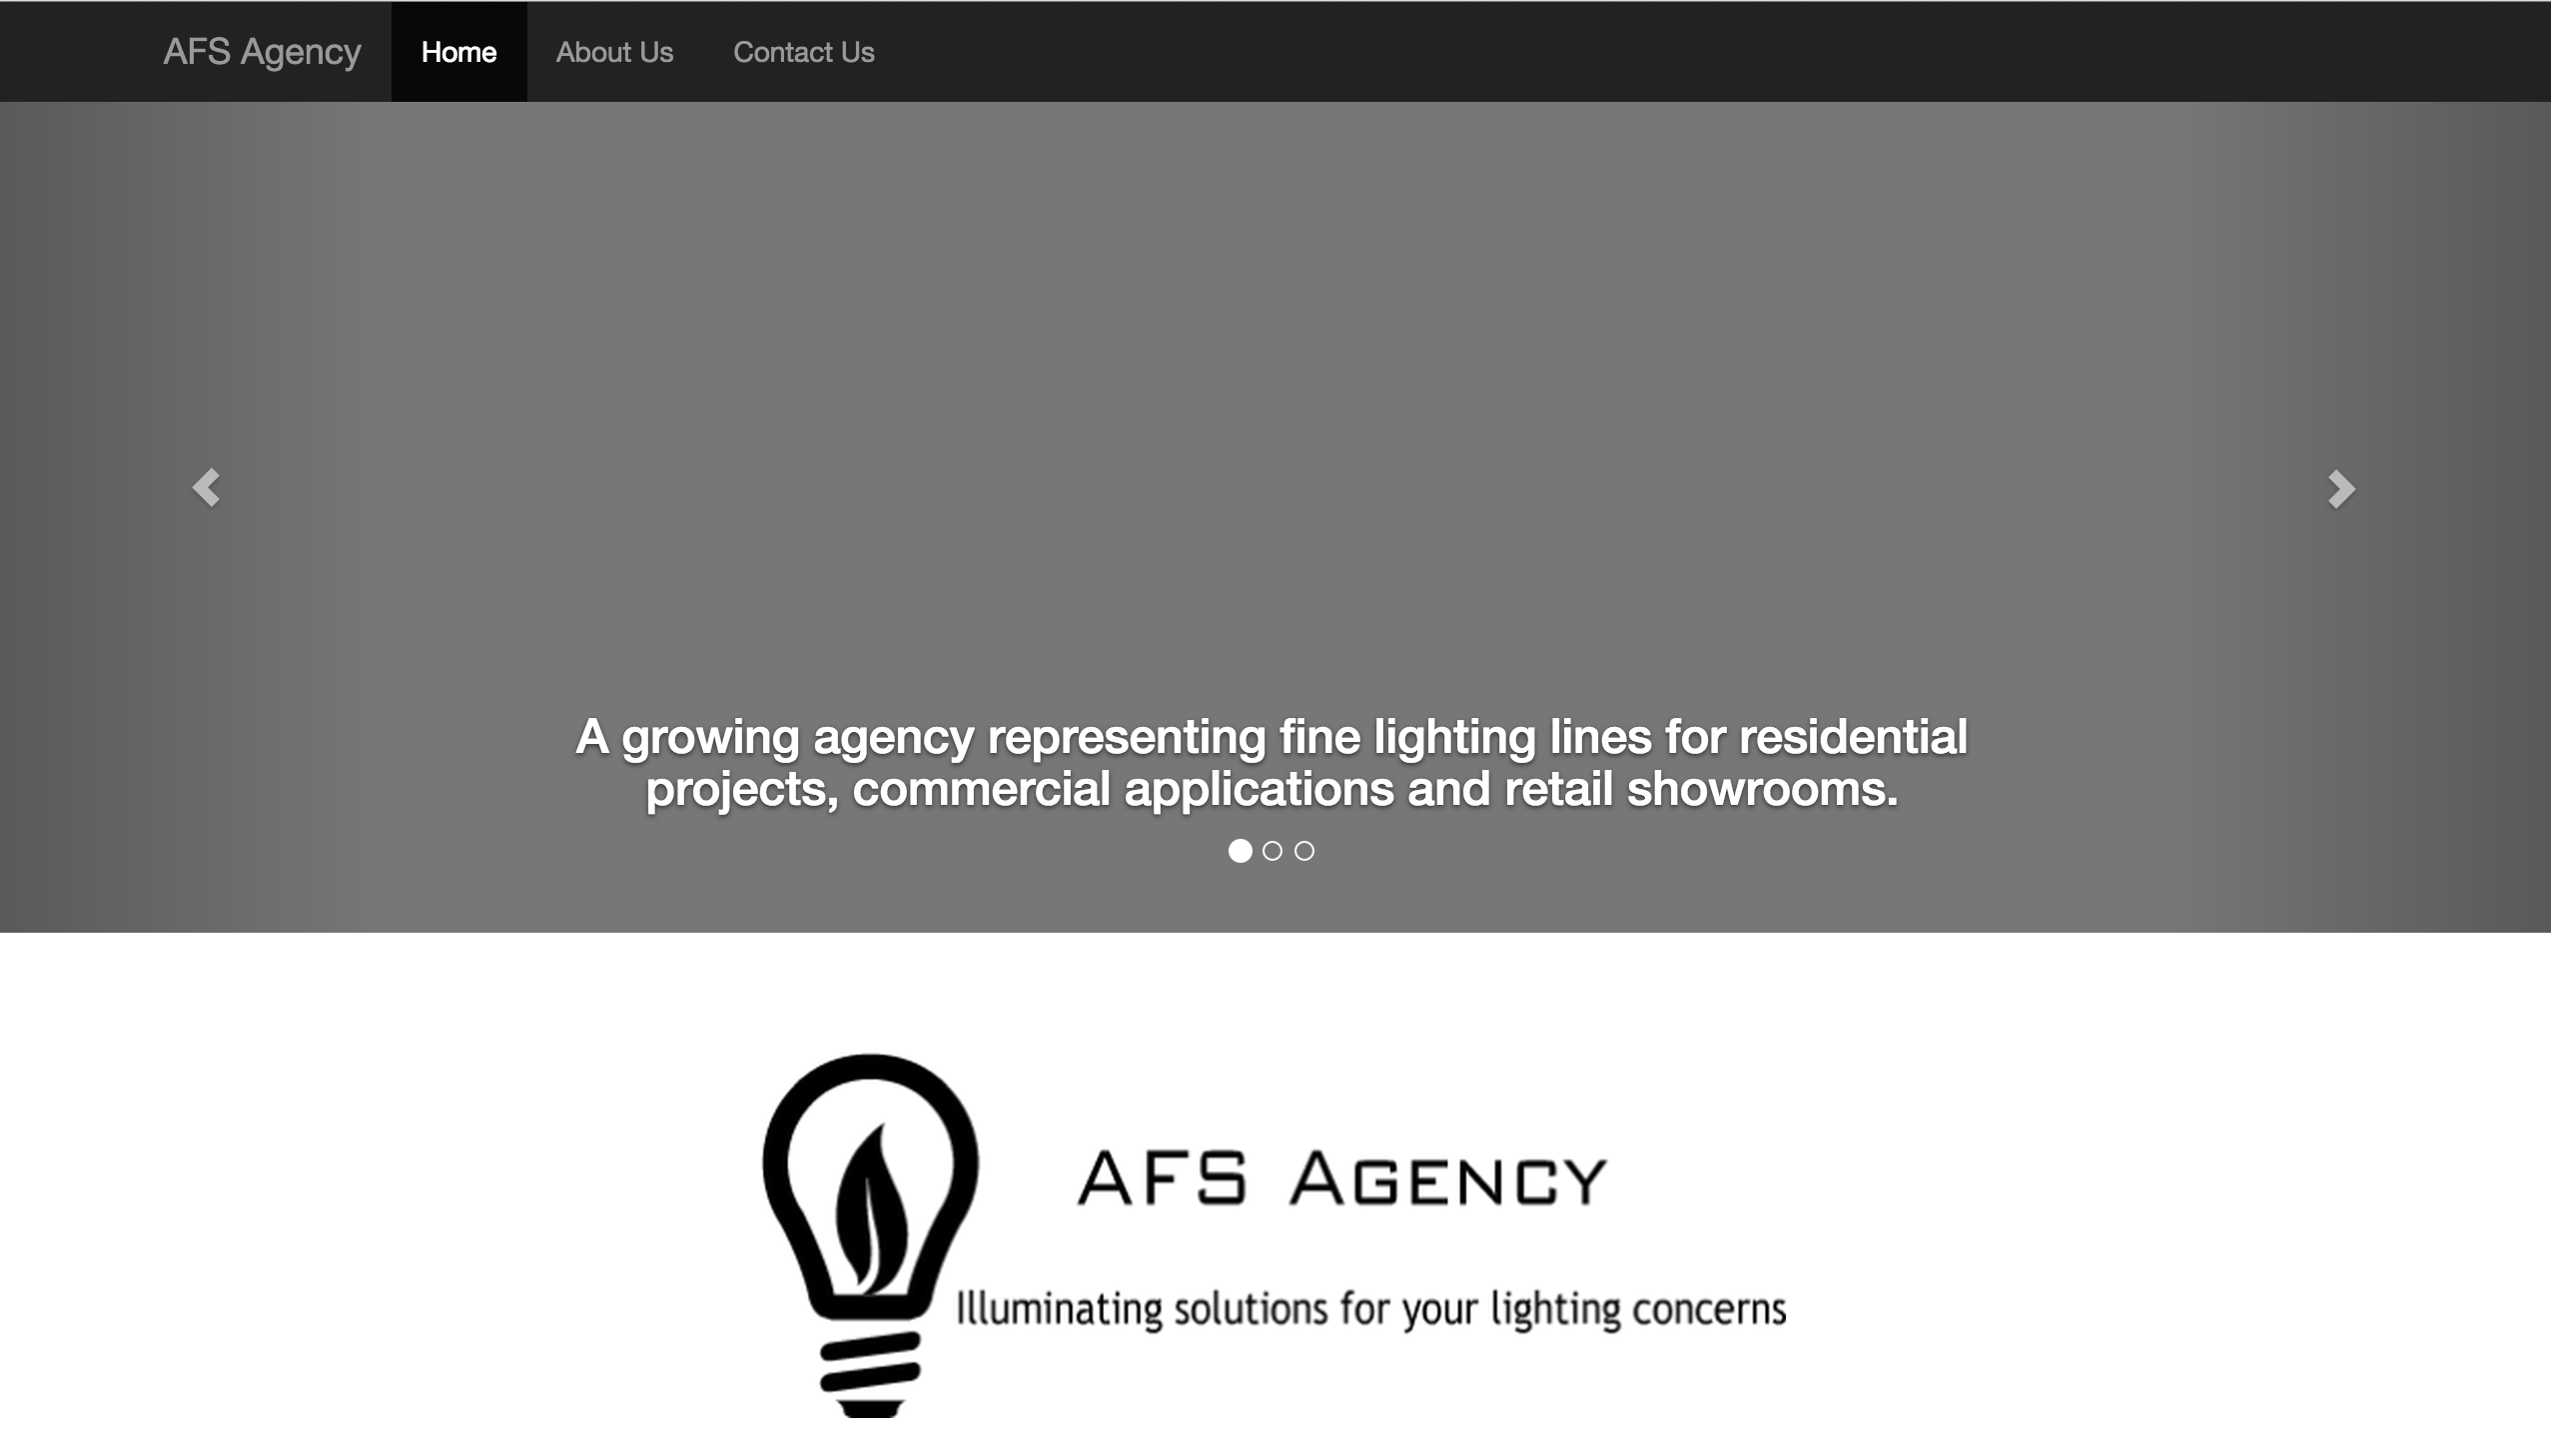 AFS Agency Home About Us Contact Us
A growing agency representing fine lighting lines for residential
projects, commercial applications and retail showrooms.
AFS AGENCY
Illuminating solutions for your lighting concerns